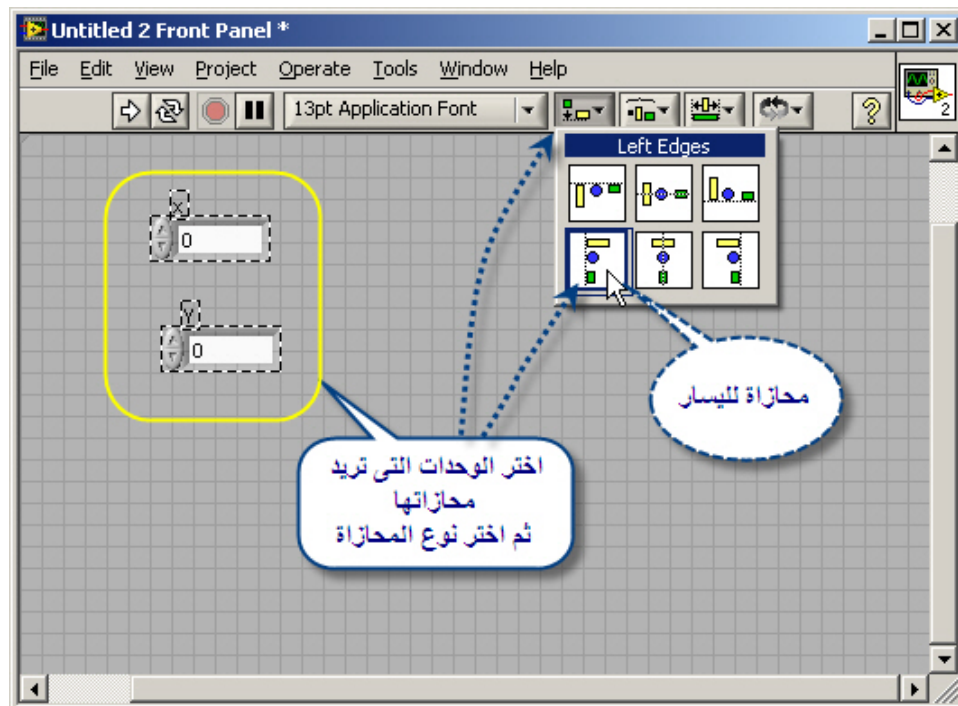 Untitled 2 Front Panel *
File Edit View Project Operate Tools Window Help
13pt Application Font
2
Left Edges
x
0
Y
0
محازاة لليسار
اختر الوحدات التى تريد
محازاتها
ثم اختر نوع المحازاة